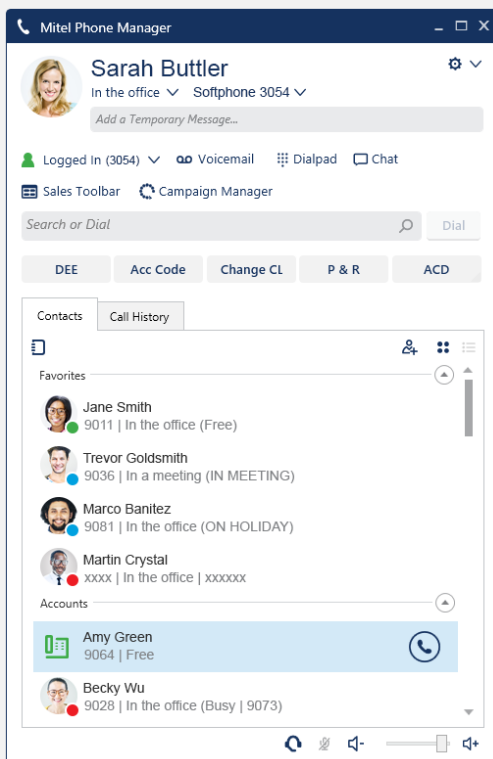 Mitel Phone Manager
Sarah Buttler
In the office Softphone 3054
Add a Temporary Message...
Logged In (3054) Voicemail Dialpad Chat
Sales Toolbar Campaign Manager
Search or Dial Dial
DEE Acc Code Change CL P & R ACD
Contacts Call History
Favorites
Jane Smith
9011 | In the office (Free)
Trevor Goldsmith
9036 | In a meeting (IN MEETING)
Marco Banitez
9081 | In the office (ON HOLIDAY)
Martin Crystal
xxxx | In the office | xxxxxx
Accounts
Amy Green
9064 | Free
Becky Wu
9028 | In the office (Busy | 9073)